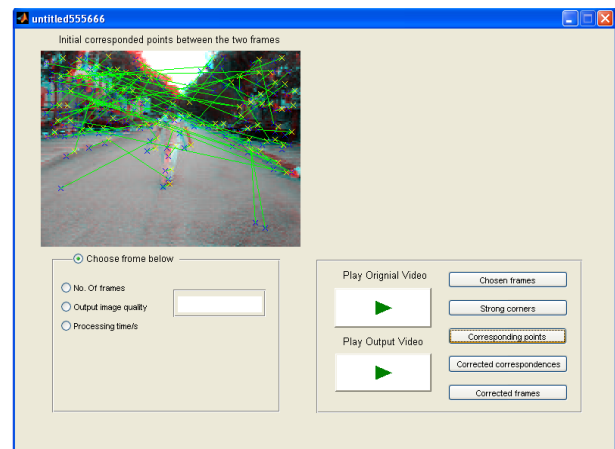 untitled555666
Initial corresponded points between the two frames
Choose frome below
No. Of frames
Output image quality
Processing time/s
Play Orignial Video
Play Output Video
Chosen frames
Strong corners
Corresponding points
Corrected correspondences
Corrected frames